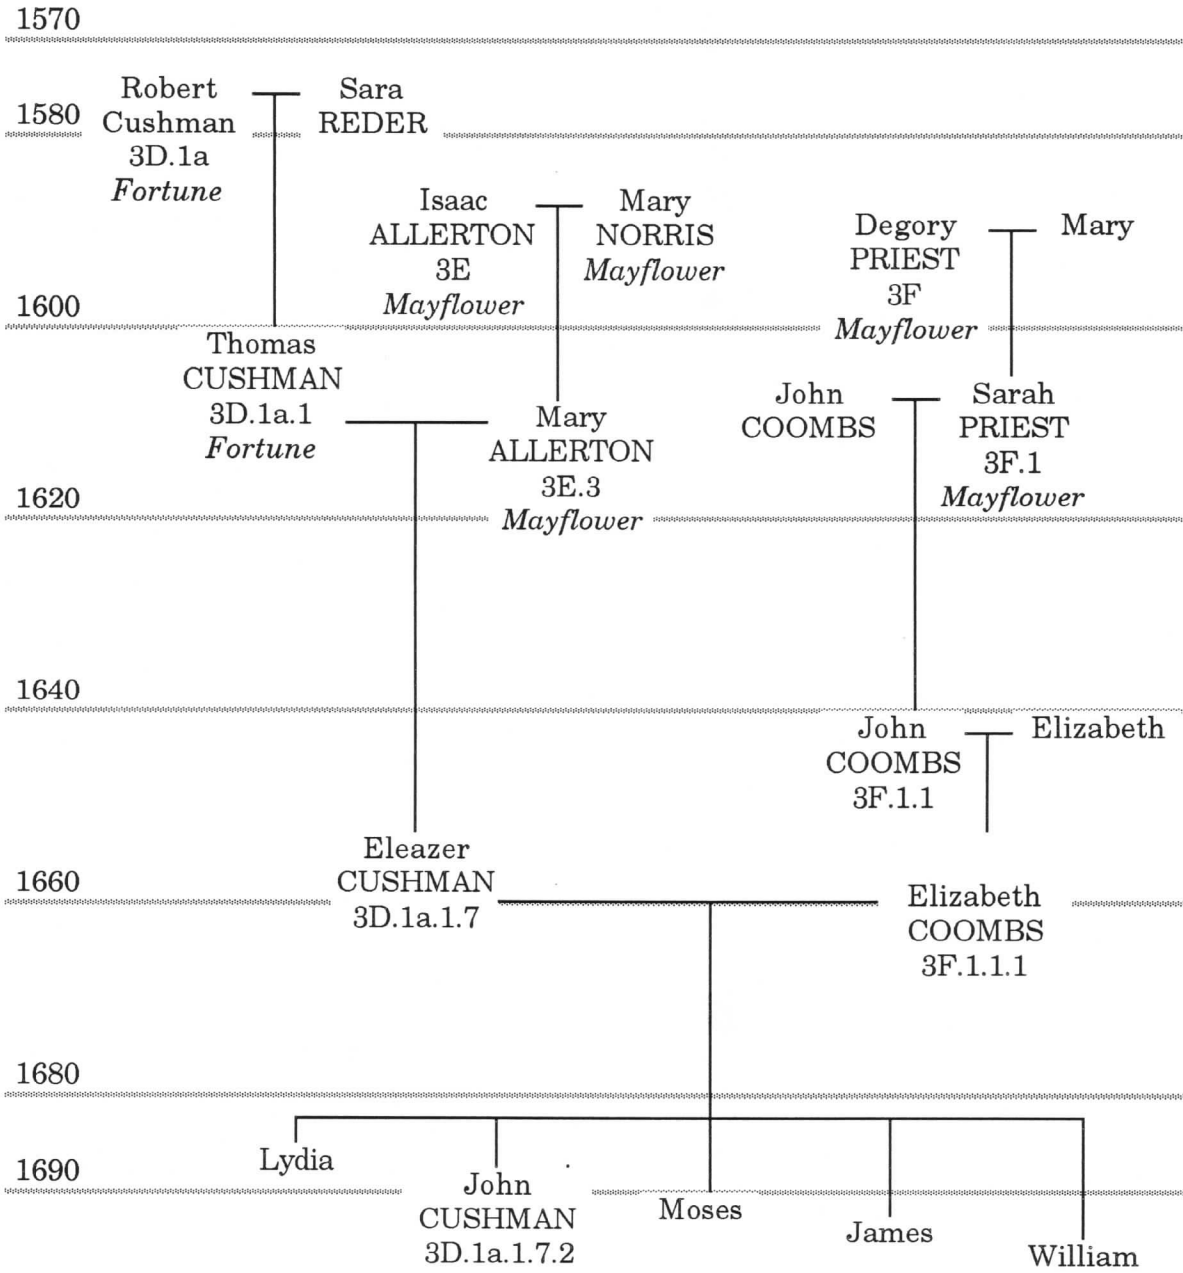 1570
Robert
Cushman
3D.1a
Fortune
Sara
REDER
1580
Isaac
ALLERTON
3E
Mayflower
Mary
NORRIS
Mayflower
Degory
PRIEST
3F
Mayflower
Mary
1600
Thomas
CUSHMAN
3D.1a.1
Fortune
Mary
ALLERTON
3E.3
Mayflower
John
COOMBS
Sarah
PRIEST
3F.1
Mayflower
1620
1640
John
COOMBS
3F.1.1
Elizabeth
Eleazer
CUSHMAN
3D.1a.1.7
1660
Elizabeth
COOMBS
3F.1.1.1
1680
Lydia
1690
John
CUSHMAN
3D.1a.1.7.2
Moses
James
William